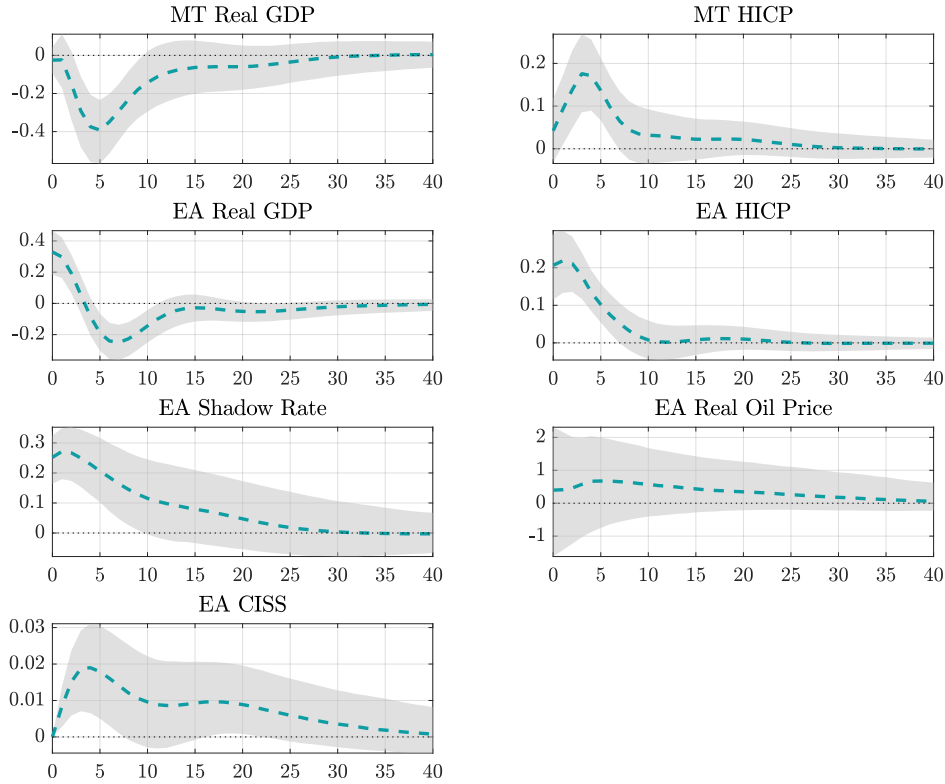 MT Real GDP
0
-0.2
-0.4
0 5 10 15 20 25 30 35 40
MT HICP
0.2
0.1
0
0 5 10 15 20 25 30 35 40
EA Real GDP
0.4
0.2
0
-0.2
0 5 10 15 20 25 30 35 40
EA HICP
0.2
0.1
0
0 5 10 15 20 25 30 35 40
EA Shadow Rate
0.3
0.2
0.1
0
0 5 10 15 20 25 30 35 40
EA Real Oil Price
2
1
0
-1
0 5 10 15 20 25 30 35 40
EA CISS
0.03
0.02
0.01
0
0 5 10 15 20 25 30 35 40